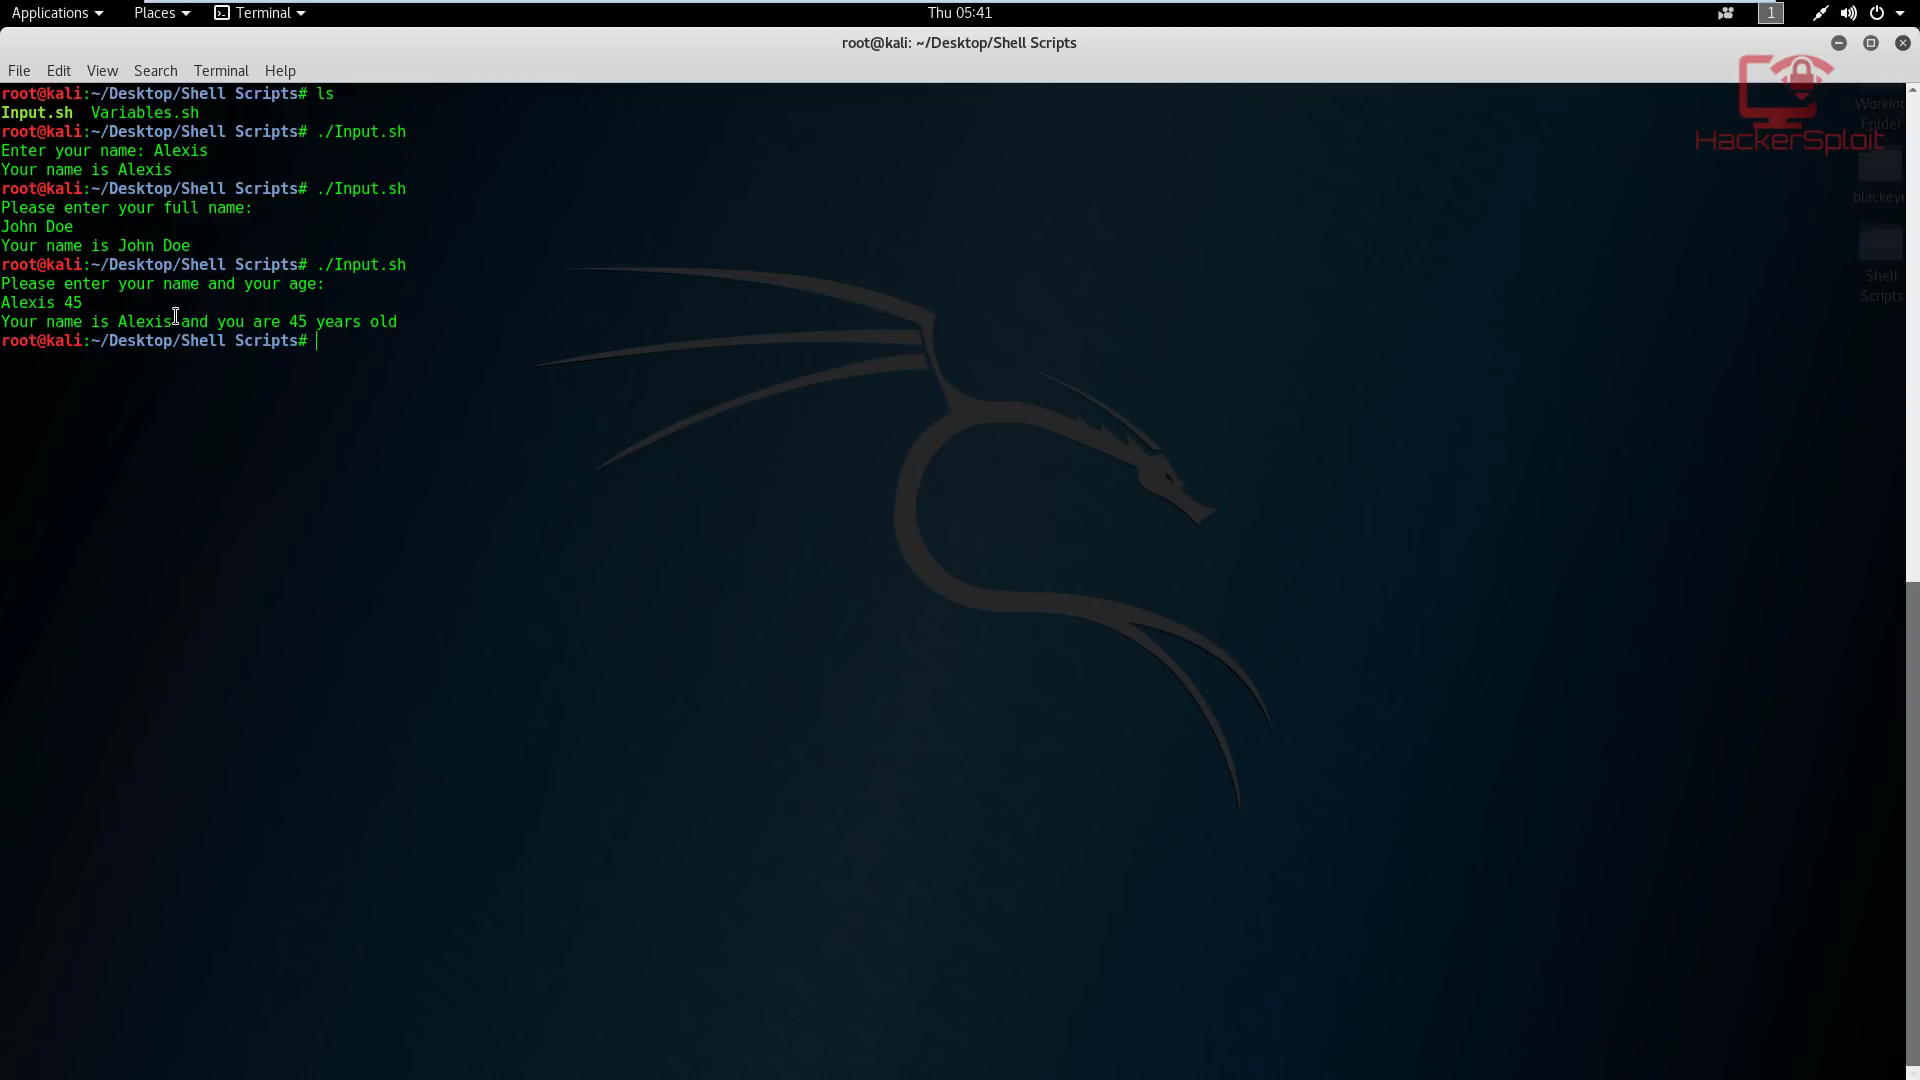 Applications Places Terminal Thu 05:41 1
root@kali: ~/Desktop/Shell Scripts
File Edit View Search Terminal Help
root@kali:~/Desktop/Shell Scripts# ls
Input.sh Variables.sh
root@kali:~/Desktop/Shell Scripts# ./Input.sh
Enter your name: Alexis
Your name is Alexis
root@kali:~/Desktop/Shell Scripts# ./Input.sh
Please enter your full name:
John Doe
Your name is John Doe
root@kali:~/Desktop/Shell Scripts# ./Input.sh
Please enter your name and your age:
Alexis 45
Your name is Alexis and you are 45 years old
root@kali:~/Desktop/Shell Scripts#
HackerSploit
Working
Folder
blackeye
Shell
Scripts